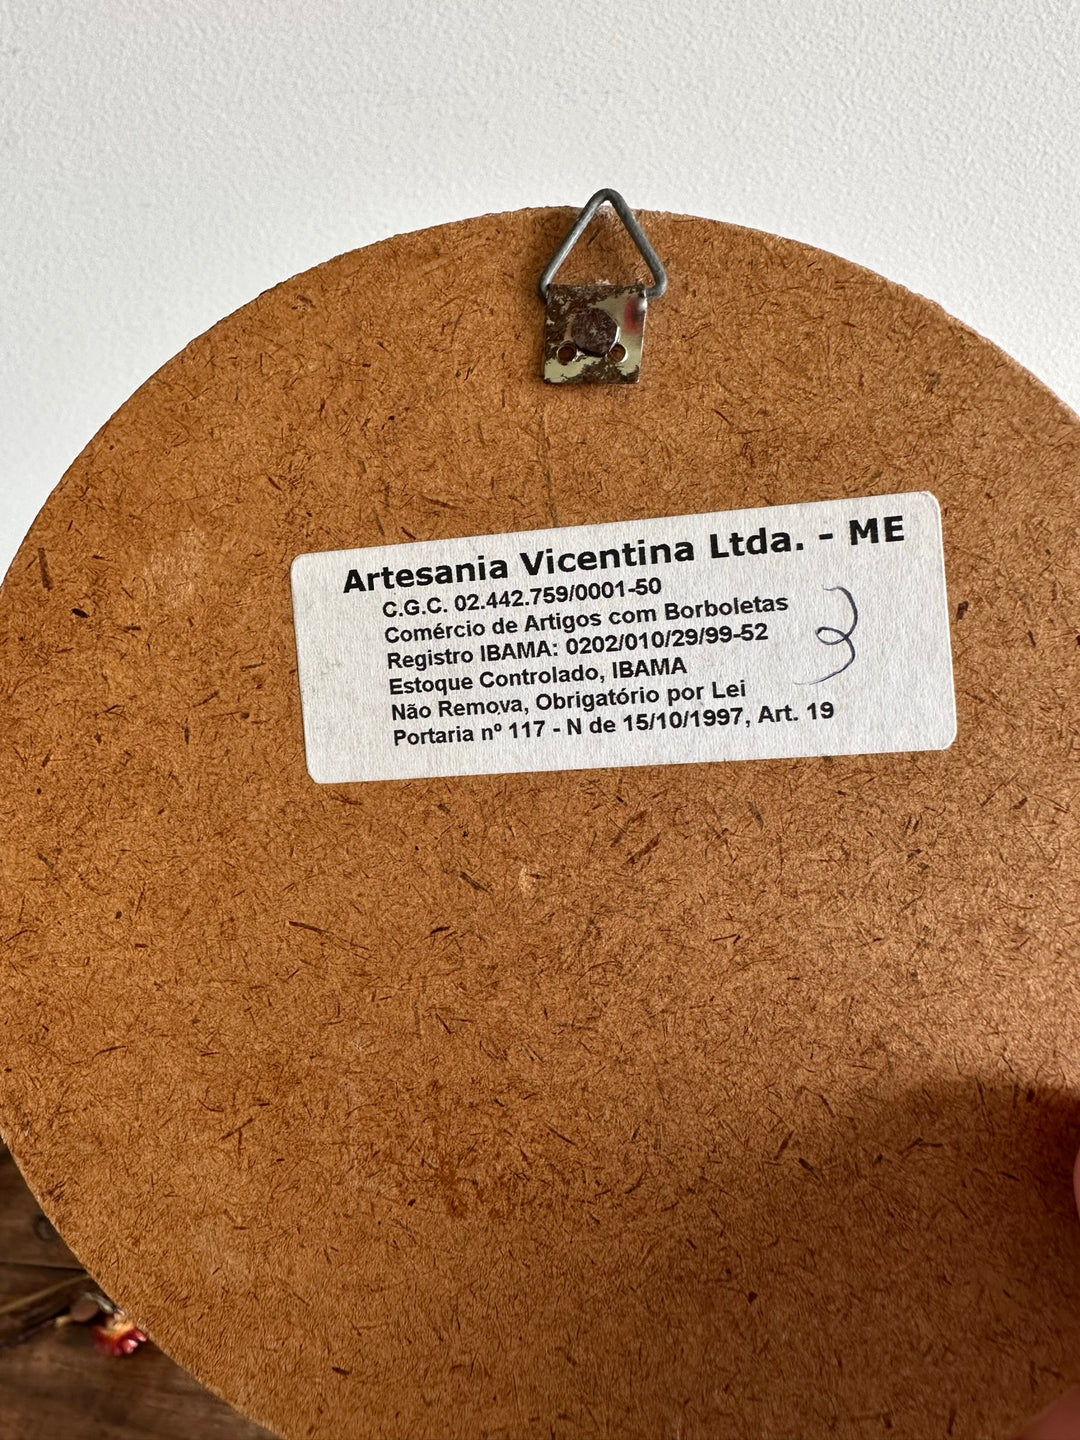 Artesania Vicentina Ltda. - ME
C.G.C. 02.442.759/0001-50
Comércio de Artigos com Borboletas
Registro IBAMA: 0202/010/29/99-52
Estoque Controlado, IBAMA
Não Remova, Obrigatório por Lei
Portaria nº 117 - N de 15/10/1997, Art. 19
3